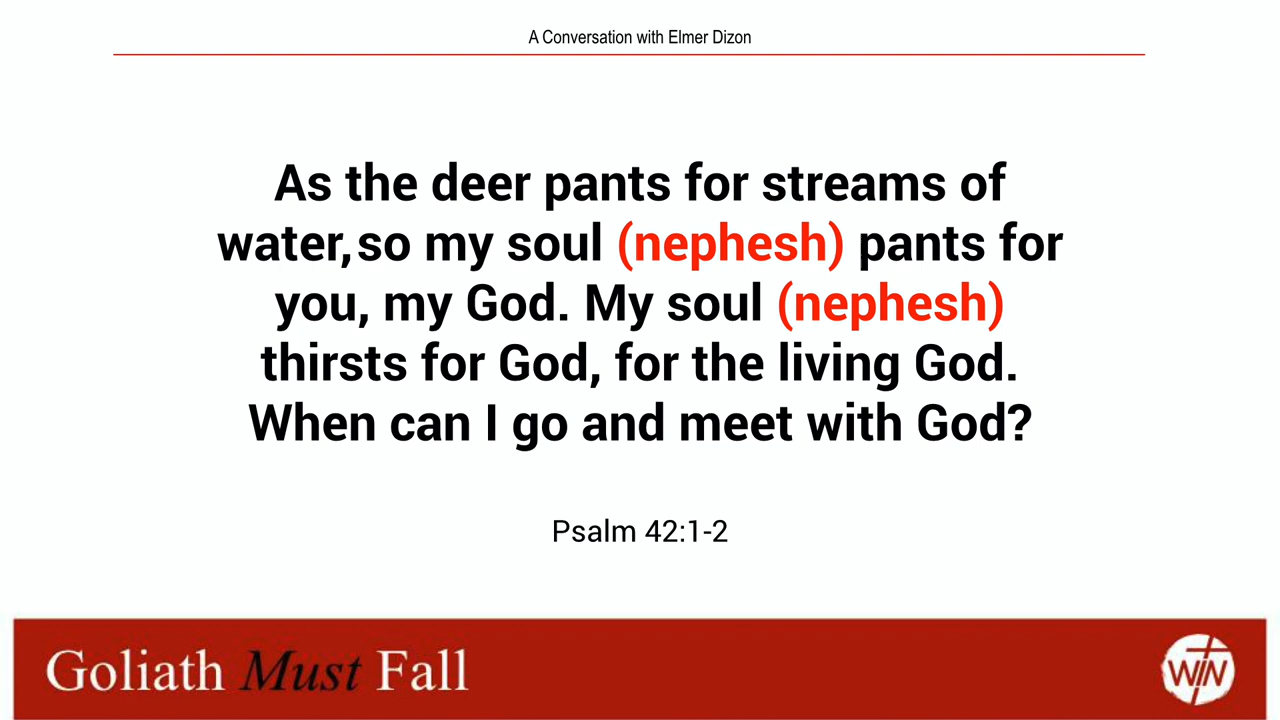 A Conversation with Elmer Dizon
As the deer pants for streams of
water,so my soul (nephesh) pants for
you, my God. My soul (nephesh)
thirsts for God, for the living God.
When can I go and meet with God?
Psalm 42:1-2
Goliath Must Fall
WIN